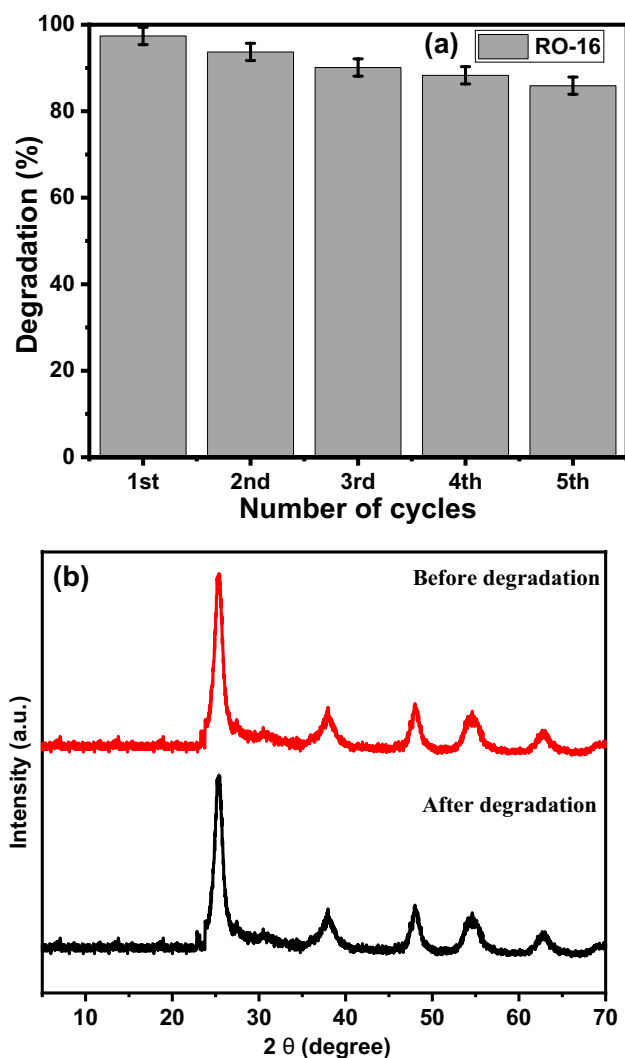 (a)
RO-16
Degradation (%)
100
80
60
40
20
0
1st 2nd 3rd 4th 5th
Number of cycles
(b)
Before degradation
After degradation
Intensity (a.u.)
10 20 30 40 50 60 70
2 θ (degree)